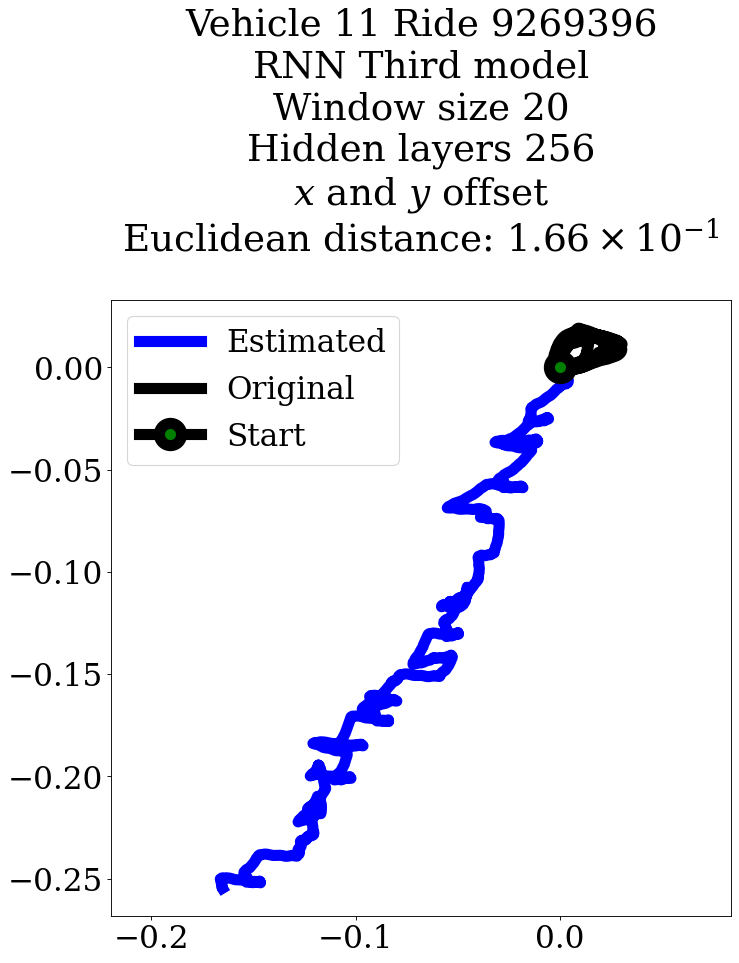 Vehicle 11 Ride 9269396
RNN Third model
Window size 20
Hidden layers 256
x and y offset
Euclidean distance: 1.66 × 10⁻¹
Estimated
Original
Start
0.00
−0.05
−0.10
−0.15
−0.20
−0.25
−0.2 −0.1 0.0